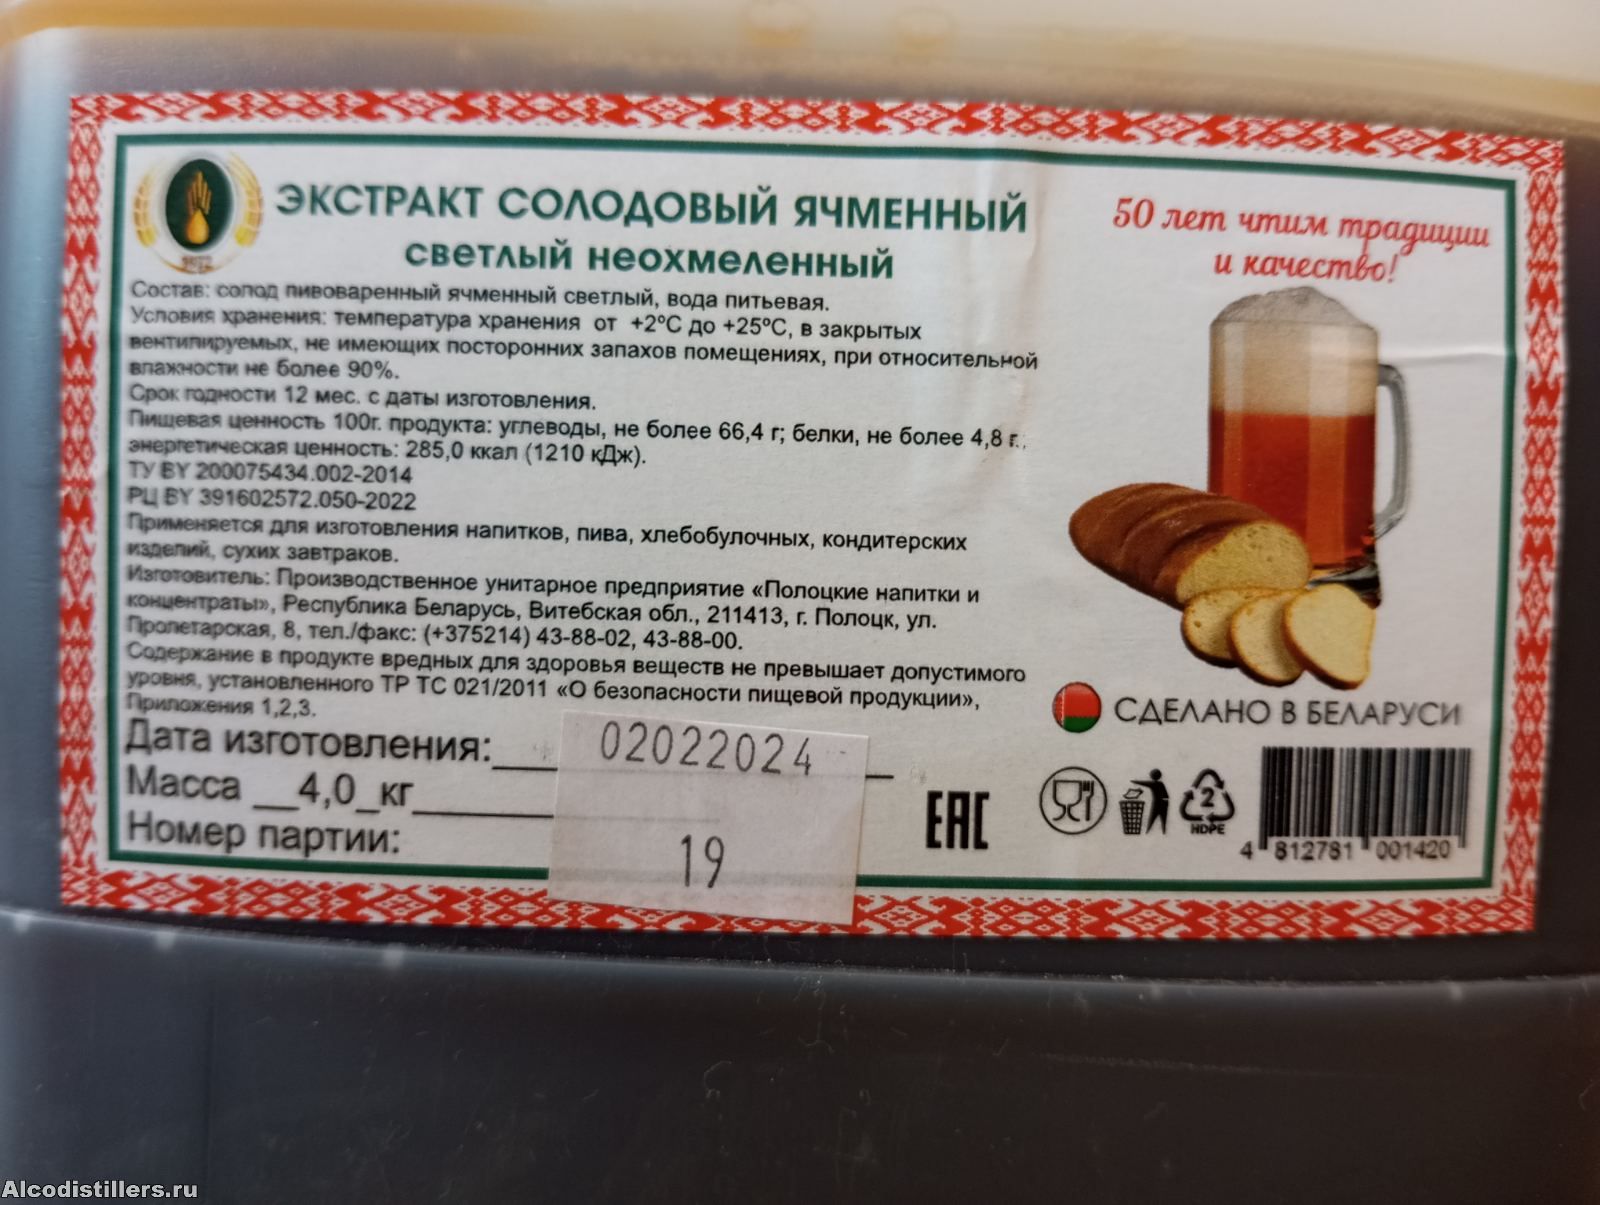 ЭКСТРАКТ СОЛОДОВЫЙ ЯЧМЕННЫЙ
СВЕТЛЫЙ НЕОХМЕЛЕННЫЙ
1972
Состав: солод пивоваренный ячменный светлый, вода питьевая.
Условия хранения: температура хранения от +2ºС до +25ºС, в закрытых
вентилируемых, не имеющих посторонних запахов помещениях, при относительной
влажности не более 90%.
Срок годности 12 мес. с даты изготовления.
Пищевая ценность 100г. продукта: углеводы, не более 66,4 г; белки, не более 4,8 г.;
энергетическая ценность: 285,0 ккал (1210 кДж).
ТУ BY 200075434.002-2014
РЦ BY 391602572.050-2022
Применяется для изготовления напитков, пива, хлебобулочных, кондитерских
изделий, сухих завтраков.
Изготовитель: Производственное унитарное предприятие «Полоцкие напитки и
концентраты», Республика Беларусь, Витебская обл., 211413, г. Полоцк, ул.
Пролетарская, 8, тел./факс: (+375214) 43-88-02, 43-88-00.
Содержание в продукте вредных для здоровья веществ не превышает допустимого
уровня, установленного ТР ТС 021/2011 «О безопасности пищевой продукции»,
Приложения 1,2,3.
Дата изготовления: 02022024
Масса __4,0_кг
Номер партии: 19
50 лет чтим традиции
и качество!
СДЕЛАНО В БЕЛАРУСИ
EAC
2
HDPE
4 812781 001420
Alcodistillers.ru